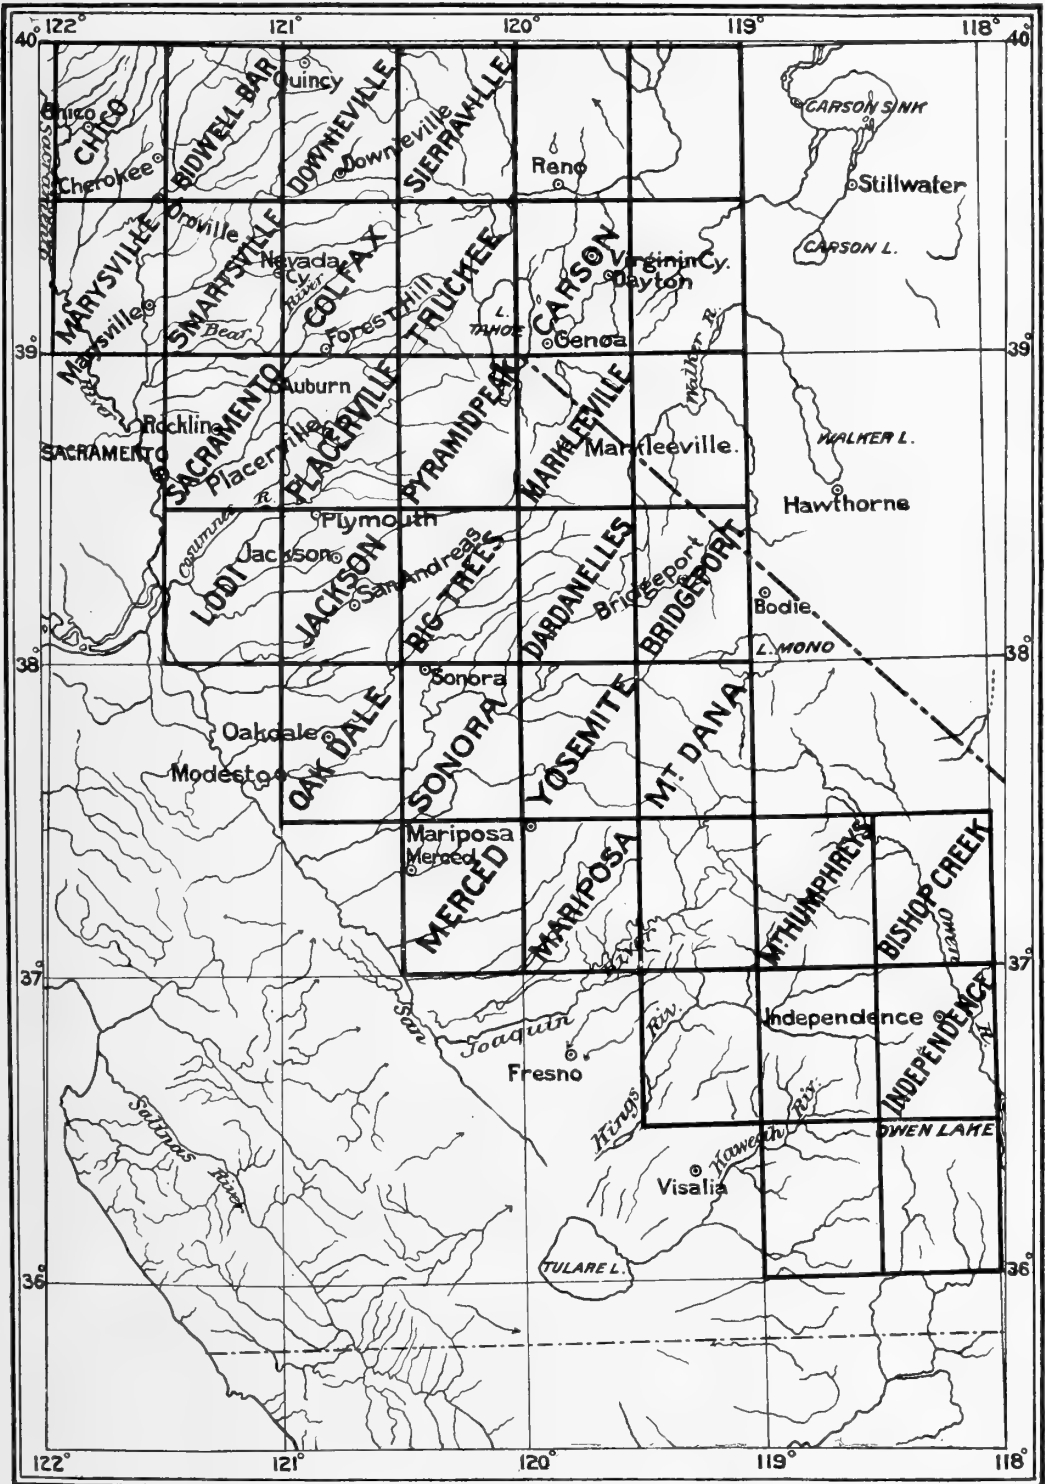 122° 121° 120° 119° 118°
40° 40°
Quincy
Chico
CHICO
BIDWELL BAR
DOWNIEVILLE
Downieville
SIERRAVILLE
CARSON SINK
Sacramento
Cherokee
Reno
Stillwater
Oroville
MARYSVILLE
SMARTSVILLE
Nevada
COLFAX
TRUCKEE
CARSON
Virginin Cy.
Dayton
CARSON L.
River
Marysville
Bear
Forest Hill
L. TAHOE
Genoa
Walker R.
39° 39°
River
SACRAMENTO
Auburn
PLACERVILLE
PYRAMID PEAK
MARKLEEVILLE
Rocklin
Placerville
Markleeville.
WALKER L.
SACRAMENTO
Hawthorne
Cosumnes R.
Plymouth
LODI
Jackson
JACKSON
San Andreas
BIG TREES
DARDANELLES
Bridgeport
BRIDGEPORT
Bodie
38° 38°
L. MONO
Sonora
Oakdale
OAK DALE
SONORA
YOSEMITE
MT. DANA
Modesto
Mariposa
Merced
MERCED
MARIPOSA
MT. HUMPHREYS
BISHOP CREEK
37° 37°
River
San
Joaquin
Riv.
Independence
INDEPENDENCE
R.
Fresno
Kings
Salinas
River
Kaweah Riv.
OWEN LAKE
Visalia
36° 36°
TULARE L.
122° 121° 120° 119° 118°